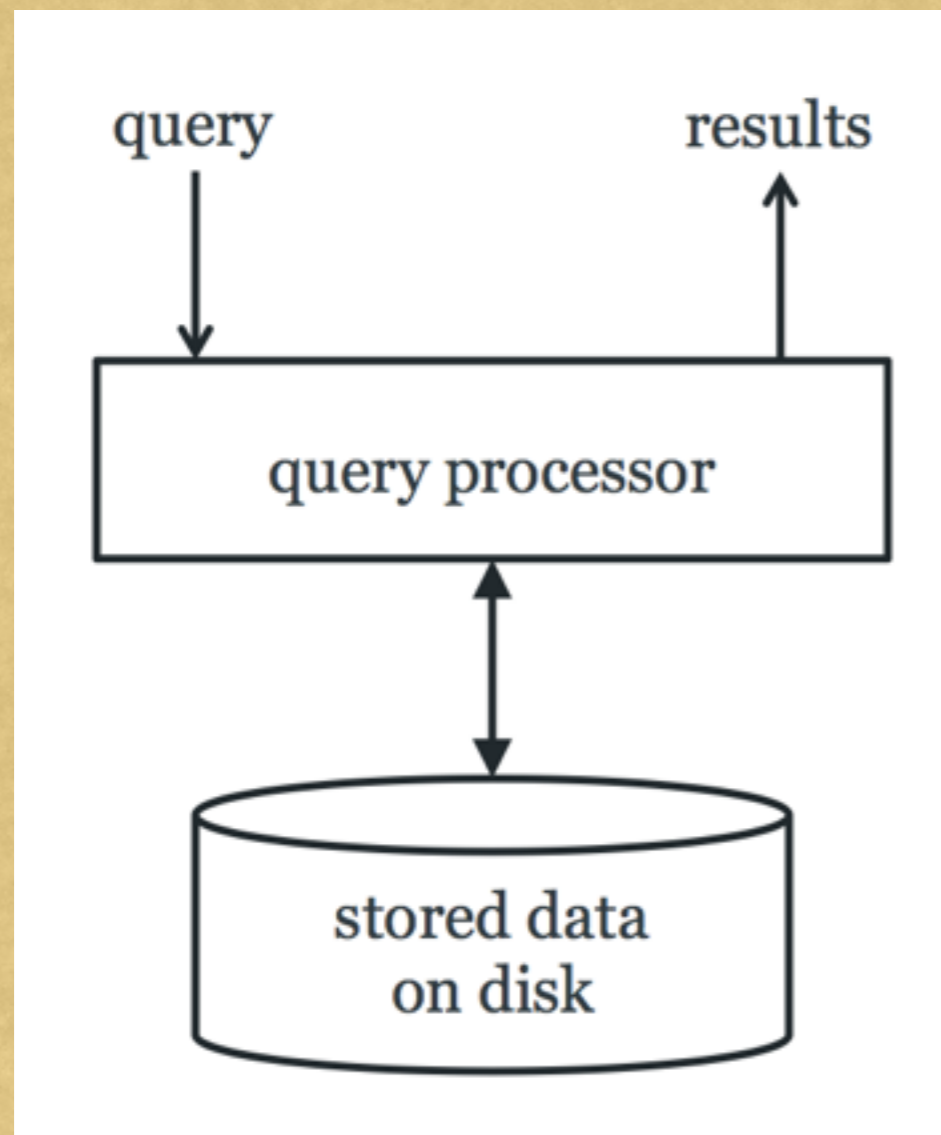 query
results
query processor
stored data
on disk